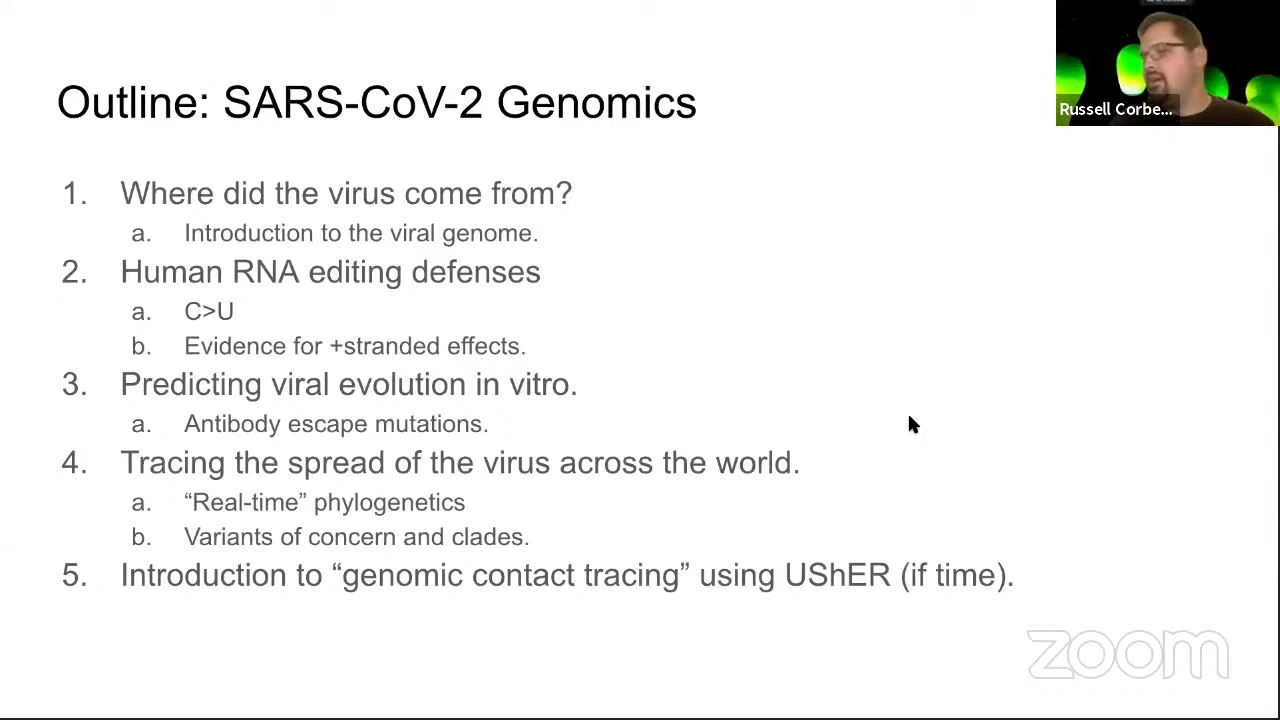 Outline: SARS-CoV-2 Genomics
Russell Corbe...
1. Where did the virus come from?
a. Introduction to the viral genome.
2. Human RNA editing defenses
a. C>U
b. Evidence for +stranded effects.
3. Predicting viral evolution in vitro.
a. Antibody escape mutations.
4. Tracing the spread of the virus across the world.
a. “Real-time” phylogenetics
b. Variants of concern and clades.
5. Introduction to “genomic contact tracing” using UShER (if time).
zoom